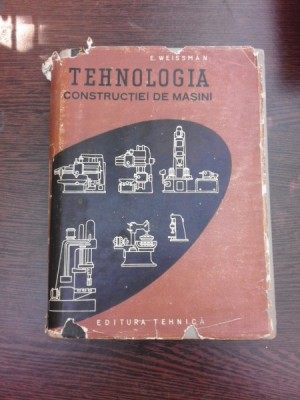 E. WEISSMAN
TEHNOLOGIA
CONSTRUCȚIEI DE MAȘINI
EDITURA TEHNICĂ